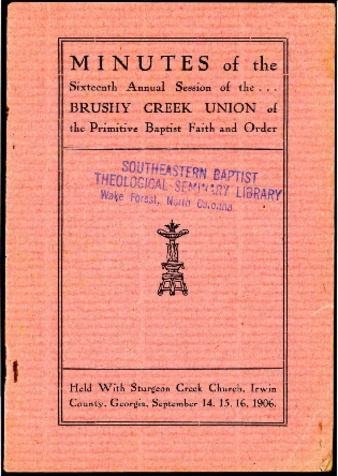 MINUTES of the
Sixteenth Annual Session of the...
BRUSHY CREEK UNION of
the Primitive Baptist Faith and Order
SOUTHEASTERN BAPTIST
THEOLOGICAL SEMINARY LIBRARY
Wake Forest, North Carolina
Held With Sturgeon Creek Church, Irwin
County, Georgia, September 14, 15, 16, 1906.